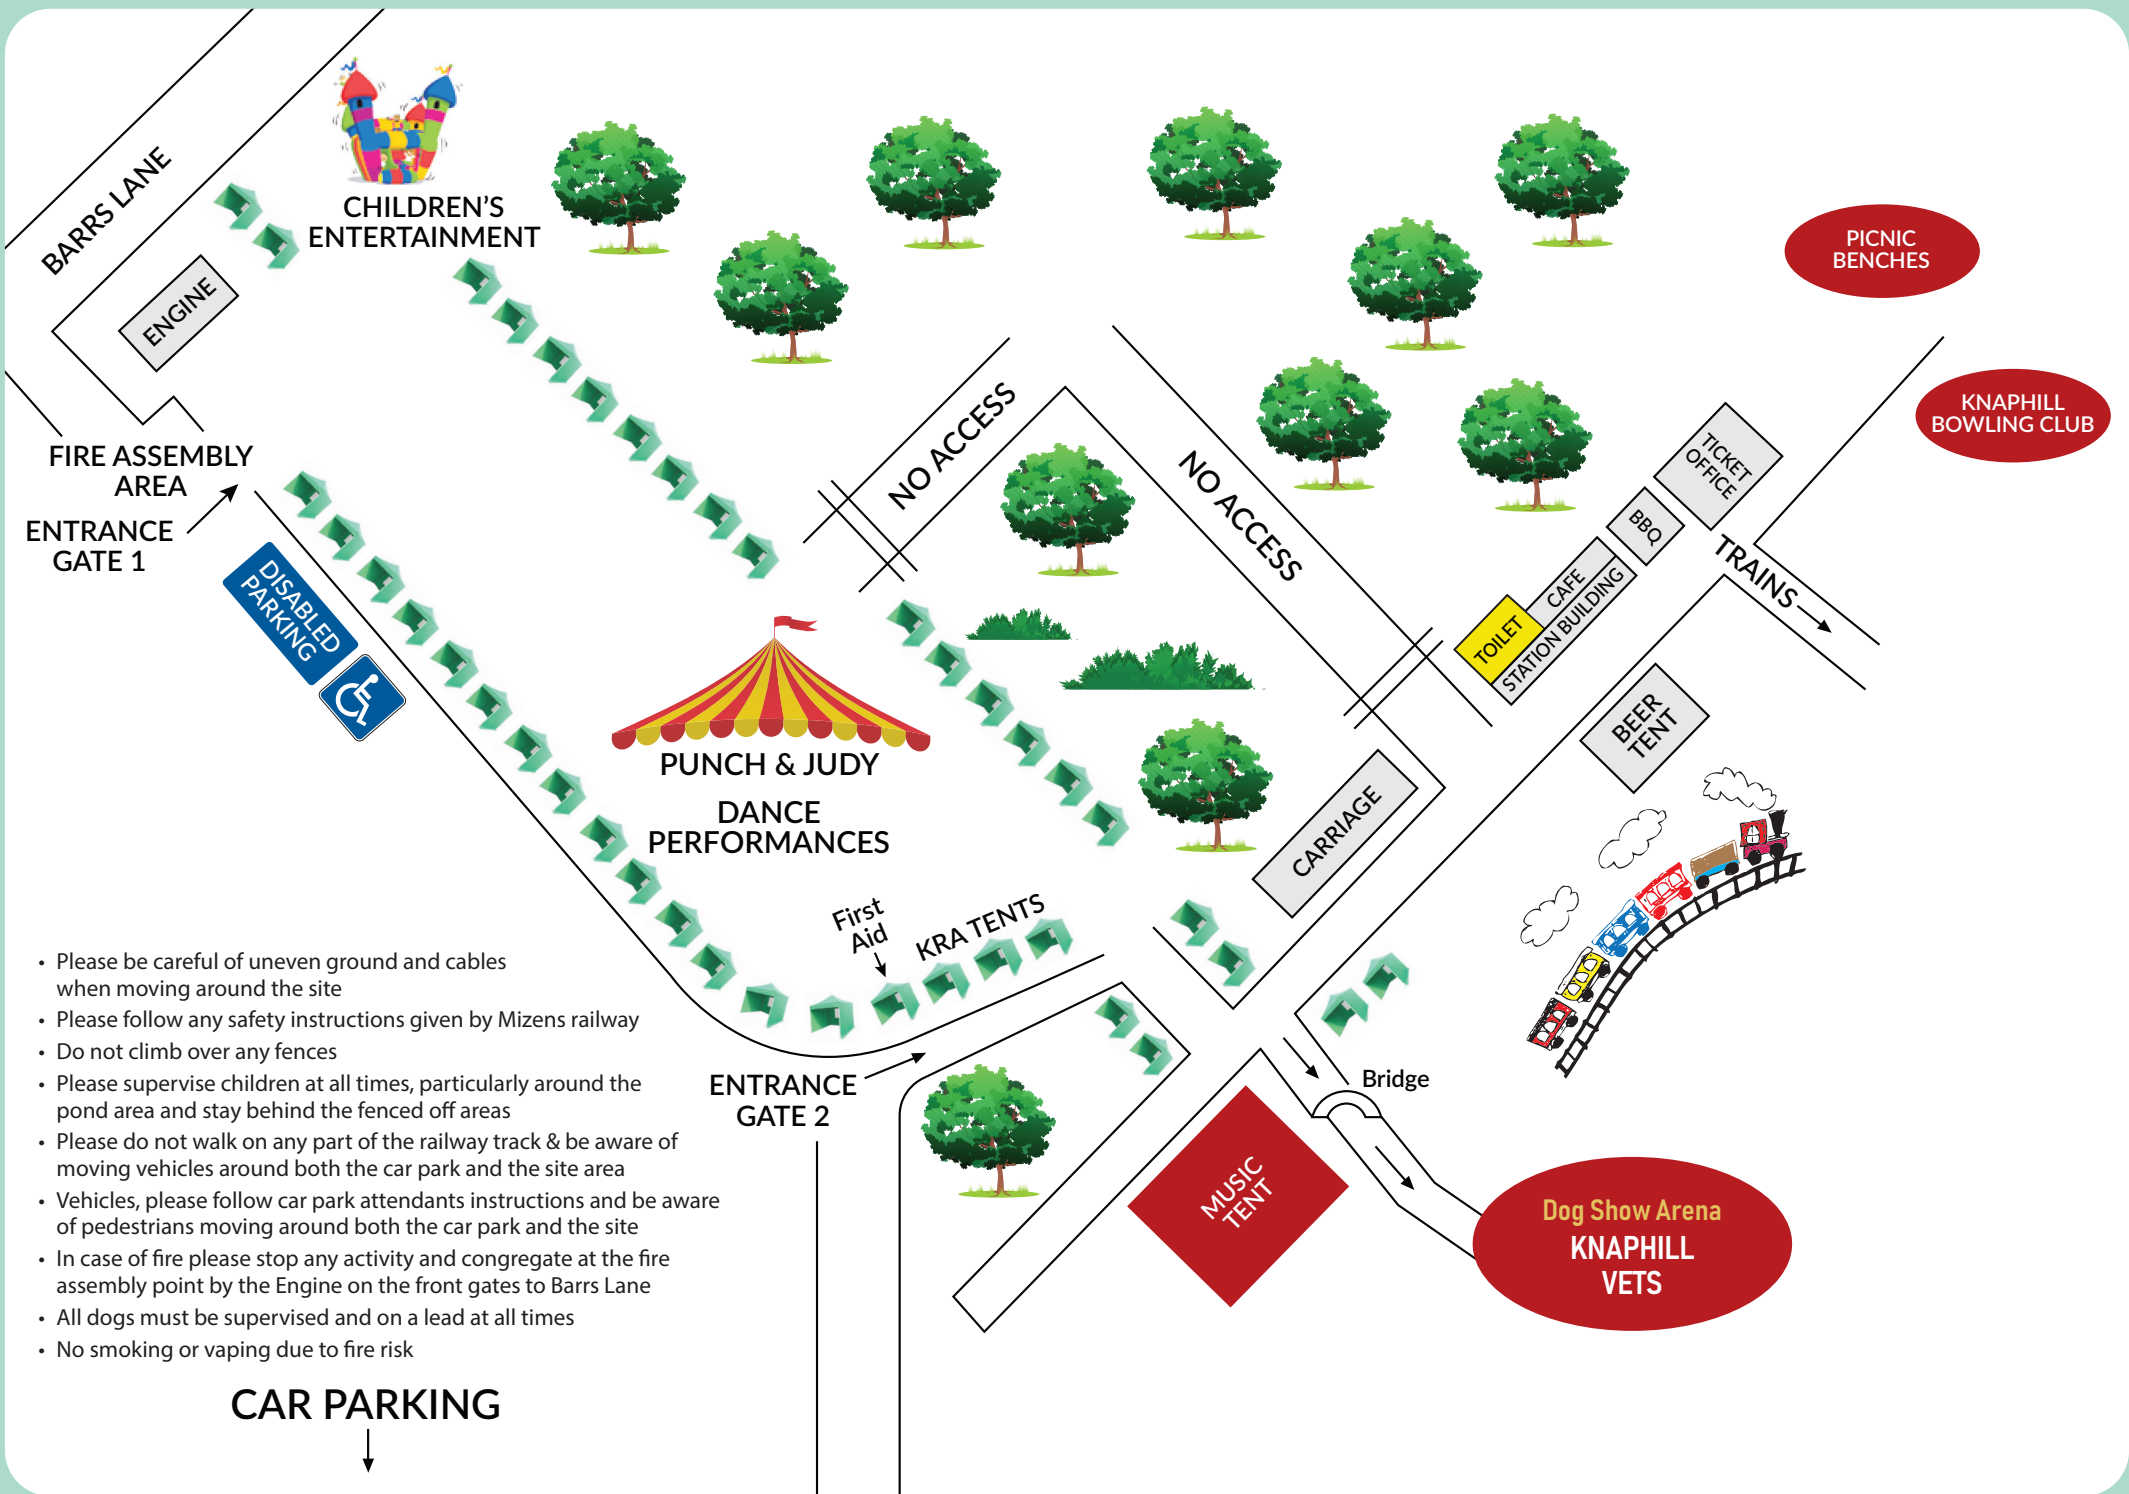 BARRS LANE
ENGINE
CHILDREN'S
ENTERTAINMENT
PICNIC
BENCHES
KNAPHILL
BOWLING CLUB
NO ACCESS
NO ACCESS
TICKET
OFFICE
BBQ
TRAINS
CAFE
STATION BUILDING
TOILET
BEER
TENT
FIRE ASSEMBLY
AREA
ENTRANCE
GATE 1
DISABLED
PARKING
PUNCH & JUDY
DANCE
PERFORMANCES
CARRIAGE
First
Aid
KRA TENTS
ENTRANCE
GATE 2
Bridge
MUSIC
TENT
Dog Show Arena
KNAPHILL
VETS
• Please be careful of uneven ground and cables
when moving around the site
• Please follow any safety instructions given by Mizens railway
• Do not climb over any fences
• Please supervise children at all times, particularly around the
pond area and stay behind the fenced off areas
• Please do not walk on any part of the railway track & be aware of
moving vehicles around both the car park and the site area
• Vehicles, please follow car park attendants instructions and be aware
of pedestrians moving around both the car park and the site
• In case of fire please stop any activity and congregate at the fire
assembly point by the Engine on the front gates to Barrs Lane
• All dogs must be supervised and on a lead at all times
• No smoking or vaping due to fire risk
CAR PARKING